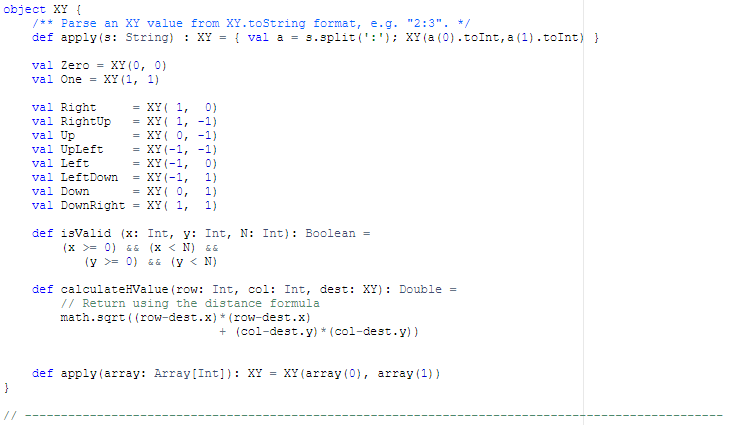 object XY {
    /** Parse an XY value from XY.toString format, e.g. "2:3". */
    def apply(s: String) : XY = { val a = s.split(':'); XY(a(0).toInt,a(1).toInt) }

    val Zero = XY(0, 0)
    val One = XY(1, 1)

    val Right     = XY( 1,  0)
    val RightUp   = XY( 1, -1)
    val Up        = XY( 0, -1)
    val UpLeft    = XY(-1, -1)
    val Left      = XY(-1,  0)
    val LeftDown  = XY(-1,  1)
    val Down      = XY( 0,  1)
    val DownRight = XY( 1,  1)

    def isValid (x: Int, y: Int, N: Int): Boolean =
        (x >= 0) && (x < N) &&
           (y >= 0) && (y < N)

    def calculateHValue(row: Int, col: Int, dest: XY): Double =
        // Return using the distance formula
        math.sqrt((row-dest.x)*(row-dest.x)
                              + (col-dest.y)*(col-dest.y))


    def apply(array: Array[Int]): XY = XY(array(0), array(1))
}

// -------------------------------------------------------------------------------------------------